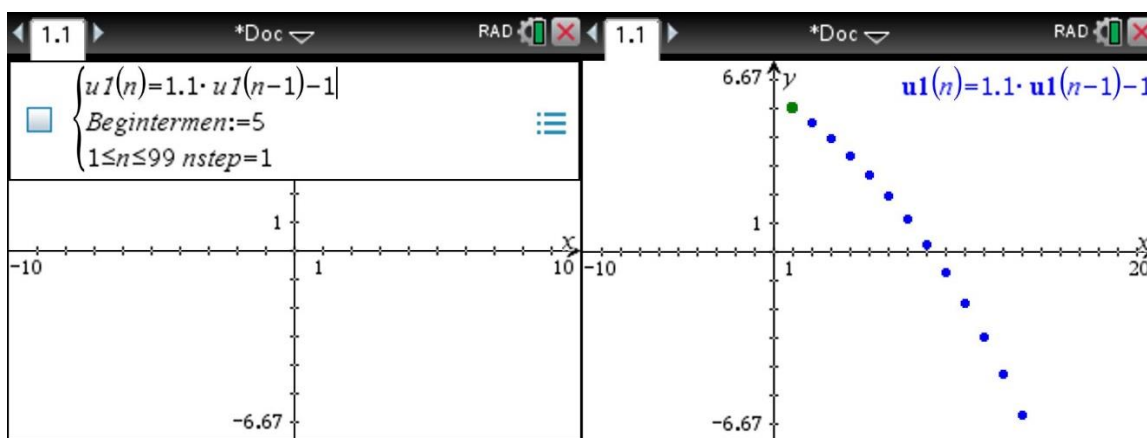 1.1 *Doc RAD
u1(n)=1.1· u1(n−1)−1
Begintermen:=5
1≤n≤99 nstep=1
1
x
-10 1 10
-6.67
1.1 *Doc RAD
6.67 y u1(n)=1.1· u1(n−1)−1
1
x
-10 1 20
-6.67